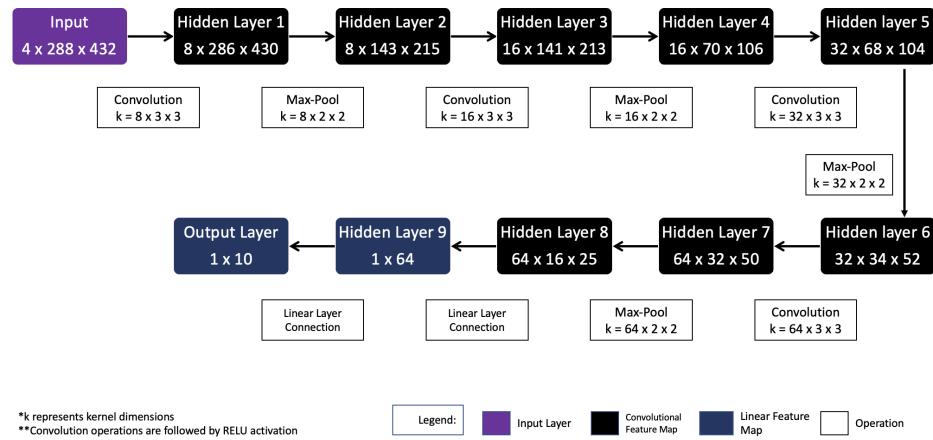 Input
4 x 288 x 432
Hidden Layer 1
8 x 286 x 430
Hidden Layer 2
8 x 143 x 215
Hidden Layer 3
16 x 141 x 213
Hidden Layer 4
16 x 70 x 106
Hidden layer 5
32 x 68 x 104
Convolution
k = 8 x 3 x 3
Max-Pool
k = 8 x 2 x 2
Convolution
k = 16 x 3 x 3
Max-Pool
k = 16 x 2 x 2
Convolution
k = 32 x 3 x 3
Max-Pool
k = 32 x 2 x 2
Output Layer
1 x 10
Hidden Layer 9
1 x 64
Hidden Layer 8
64 x 16 x 25
Hidden Layer 7
64 x 32 x 50
Hidden layer 6
32 x 34 x 52
Linear Layer
Connection
Linear Layer
Connection
Max-Pool
k = 64 x 2 x 2
Convolution
k = 64 x 3 x 3
*k represents kernel dimensions
**Convolution operations are followed by RELU activation
Legend:
Input Layer
Convolutional
Feature Map
Linear Feature
Map
Operation